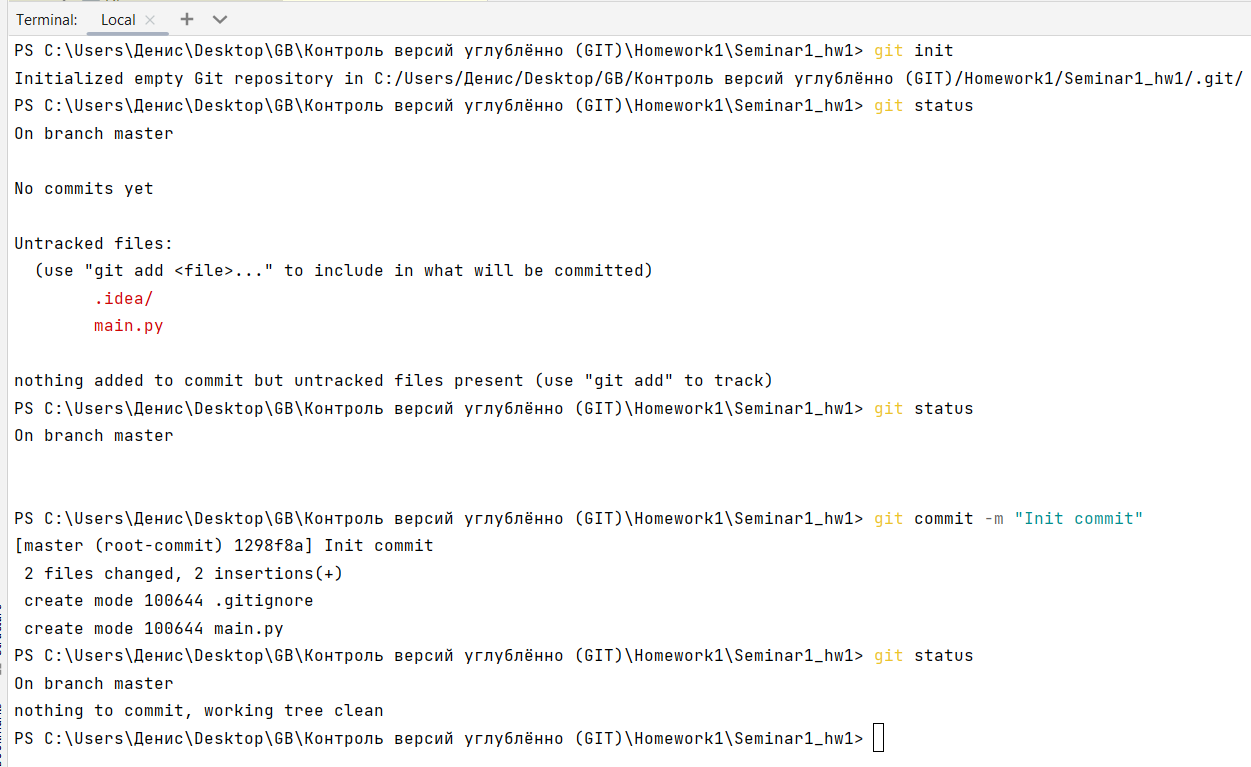 Terminal: Local × + 
PS C:\Users\Денис\Desktop\GB\Контроль версий углублённо (GIT)\Homework1\Seminar1_hw1> git init
Initialized empty Git repository in C:/Users/Денис/Desktop/GB/Контроль версий углублённо (GIT)/Homework1/Seminar1_hw1/.git/
PS C:\Users\Денис\Desktop\GB\Контроль версий углублённо (GIT)\Homework1\Seminar1_hw1> git status
On branch master
No commits yet
Untracked files:
(use "git add <file>..." to include in what will be committed)
.idea/
main.py
nothing added to commit but untracked files present (use "git add" to track)
PS C:\Users\Денис\Desktop\GB\Контроль версий углублённо (GIT)\Homework1\Seminar1_hw1> git status
On branch master
PS C:\Users\Денис\Desktop\GB\Контроль версий углублённо (GIT)\Homework1\Seminar1_hw1> git commit -m "Init commit"
[master (root-commit) 1298f8a] Init commit
2 files changed, 2 insertions(+)
create mode 100644 .gitignore
create mode 100644 main.py
PS C:\Users\Денис\Desktop\GB\Контроль версий углублённо (GIT)\Homework1\Seminar1_hw1> git status
On branch master
nothing to commit, working tree clean
PS C:\Users\Денис\Desktop\GB\Контроль версий углублённо (GIT)\Homework1\Seminar1_hw1>